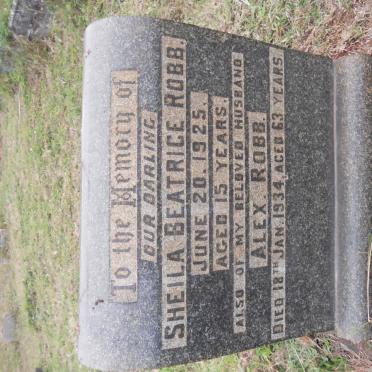 To the Memory of
OUR DARLING
SHEILA BEATRICE ROBB.
JUNE 20. 1925.
AGED 15 YEARS.
ALSO OF MY BELOVED HUSBAND
ALEX ROBB.
DIED 18TH JAN. 1934, AGED 63 YEARS.